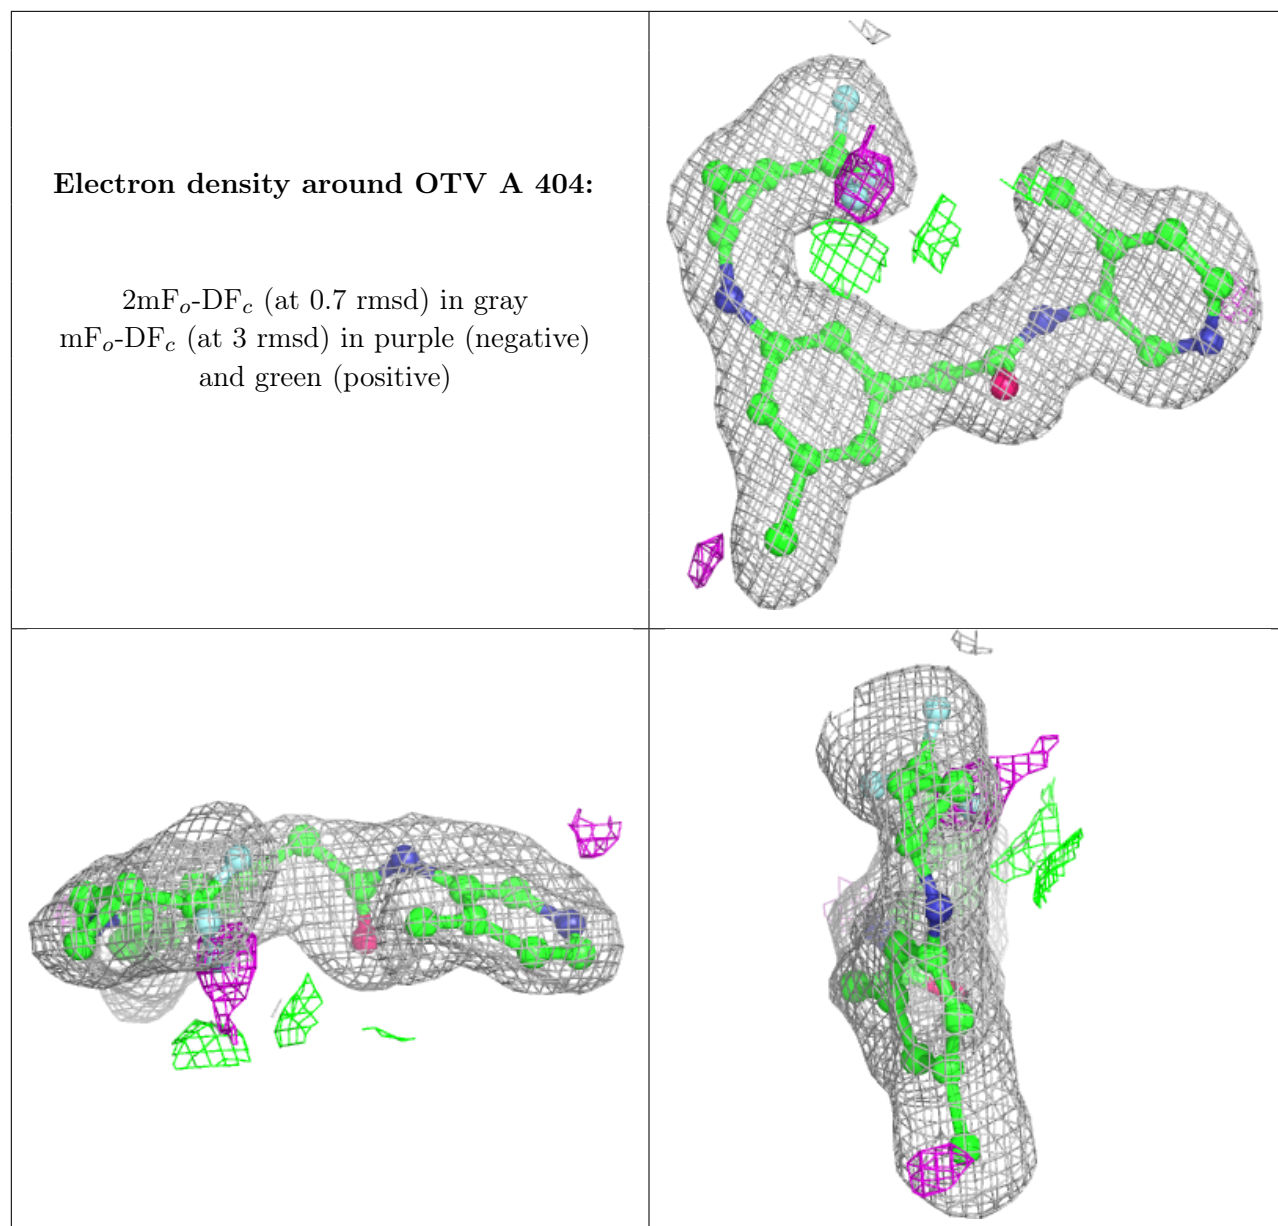 Electron density around OTV A 404:
2mFo-DFc (at 0.7 rmsd) in gray
mFo-DFc (at 3 rmsd) in purple (negative)
and green (positive)